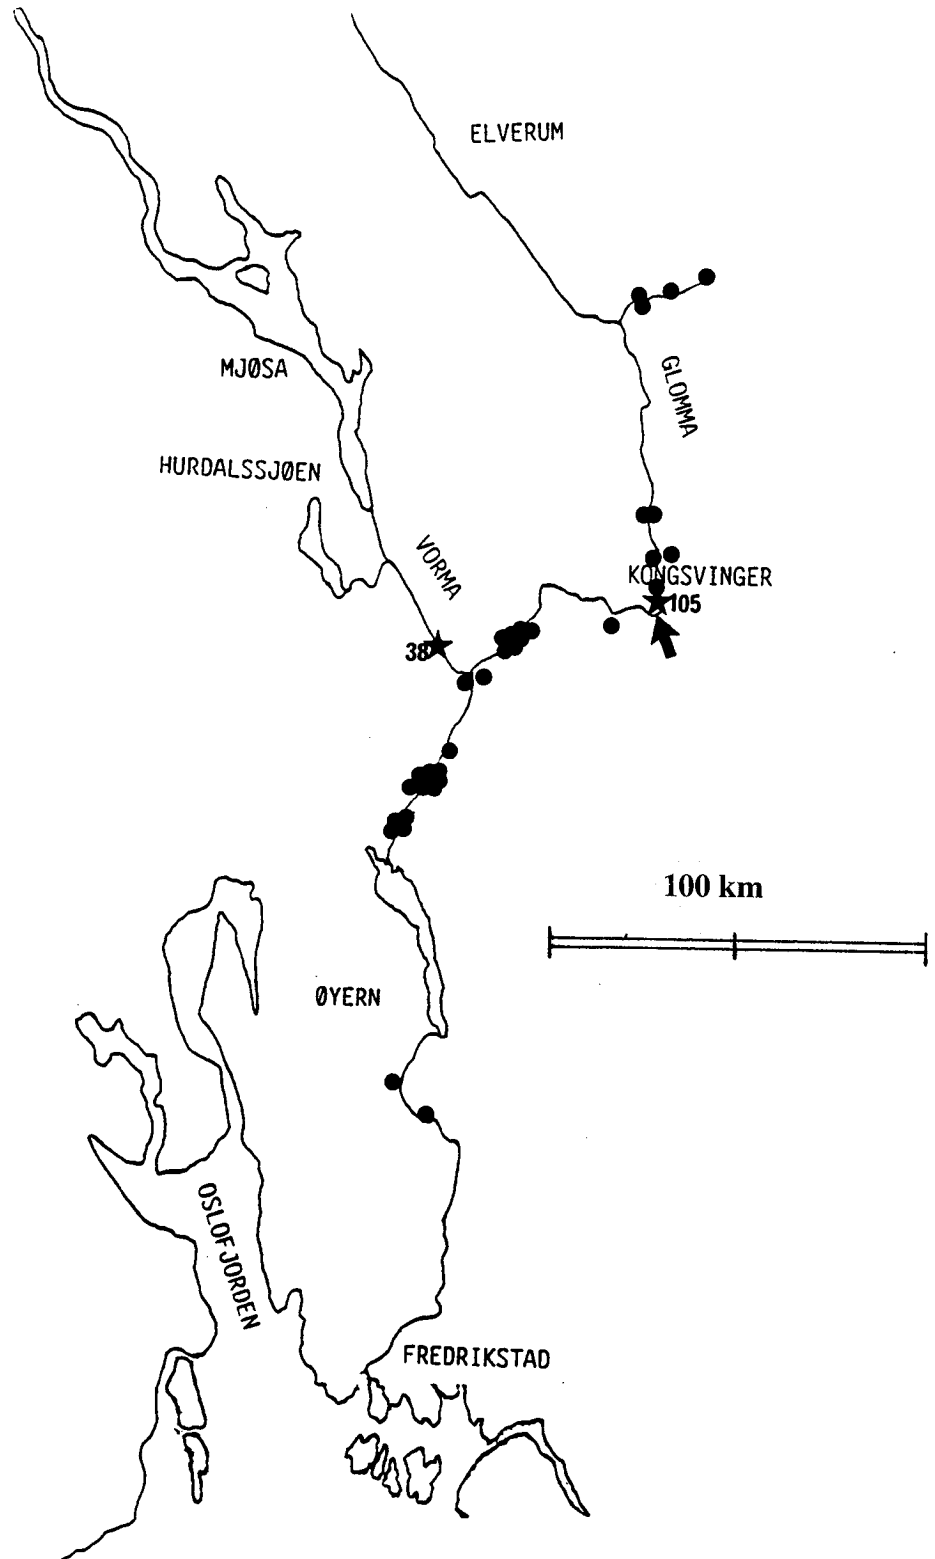 ELVERUM
MJØSA
GLOMMA
HURDALSSJØEN
VORMA
KONGSVINGER
105
38
100 km
ØYERN
OSLOFJORDEN
FREDRIKSTAD